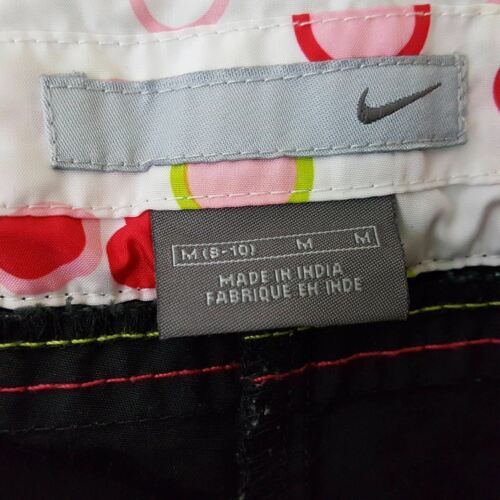 M (8-10) M M
MADE IN INDIA
FABRIQUE EN INDE